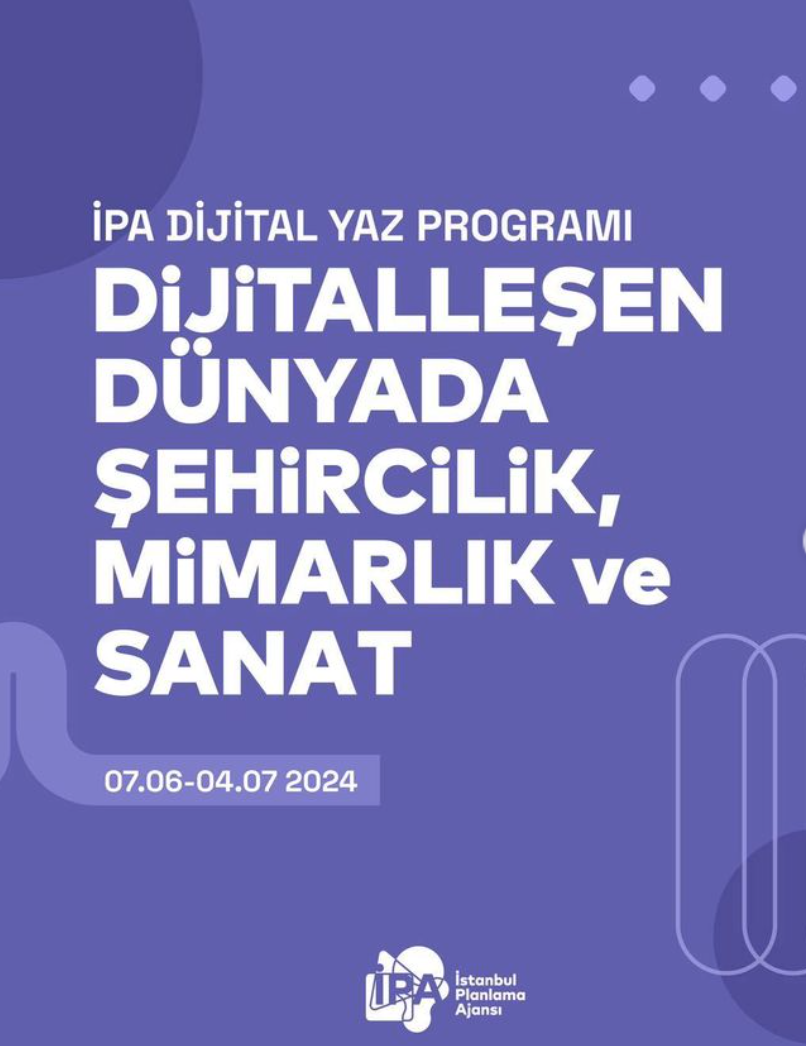 İPA DİJİTAL YAZ PROGRAMI
DİJİTALLEŞEN
DÜNYADA
ŞEHİRCİLİK,
MİMARLIK ve
SANAT
07.06-04.07 2024
İPA
İstanbul
Planlama
Ajansı